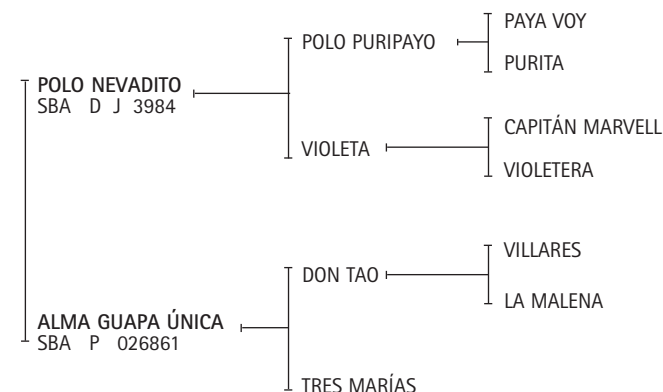 PAYA VOY
POLO PURIPAYO
PURITA
POLO NEVADITO
SBA D J 3984
CAPITÁN MARVELL
VIOLETA
VIOLETERA
VILLARES
DON TAO
LA MALENA
ALMA GUAPA ÚNICA
SBA P 026861
TRES MARÍAS